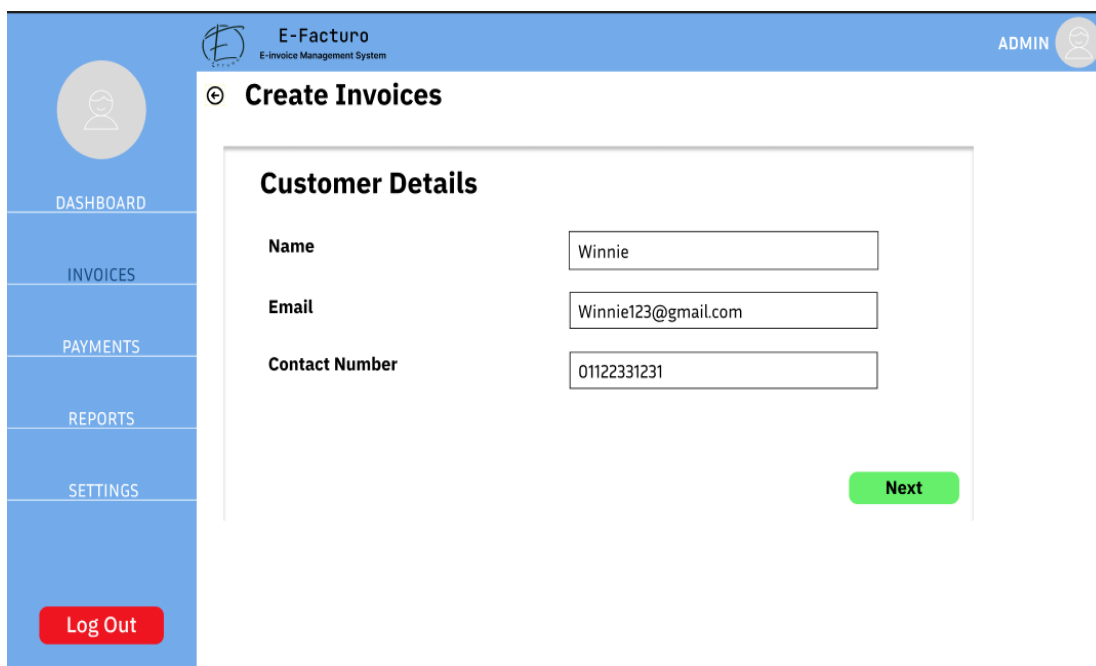 E-Facturo
E-invoice Management System
ADMIN
Create Invoices
DASHBOARD
INVOICES
PAYMENTS
REPORTS
SETTINGS
Log Out
Customer Details
Name
Winnie
Email
Winnie123@gmail.com
Contact Number
01122331231
Next